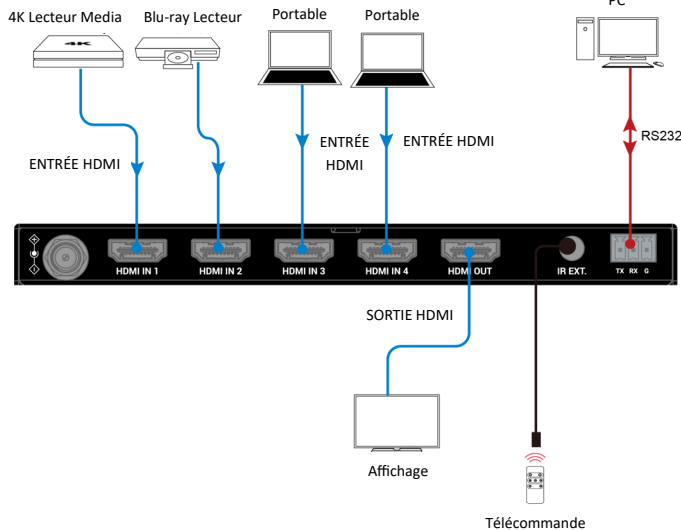 4K Lecteur Media
Blu-ray Lecteur
Portable
Portable
PC
4K
ENTRÉE HDMI
ENTRÉE
HDMI
ENTRÉE HDMI
RS232
HDMI IN 1
HDMI IN 2
HDMI IN 3
HDMI IN 4
HDMI OUT
IR EXT.
TX RX G
SORTIE HDMI
Affichage
Télécommande